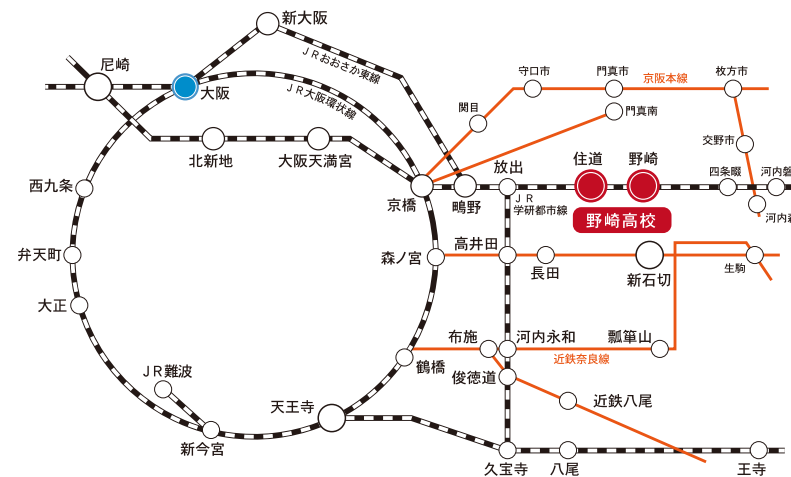 新大阪
JRおおさか東線
尼崎
大阪
JR大阪環状線
守口市
門真市
京阪本線
枚方市
関目
門真南
北新地
大阪天満宮
交野市
放出
住道
野崎
四条畷
河内磐
西九条
京橋
鴫野
JR
学研都市線
野崎高校
河内森
弁天町
森ノ宮
高井田
長田
新石切
生駒
大正
布施
河内永和
瓢箪山
近鉄奈良線
JR難波
鶴橋
俊徳道
天王寺
近鉄八尾
新今宮
久宝寺
八尾
王寺